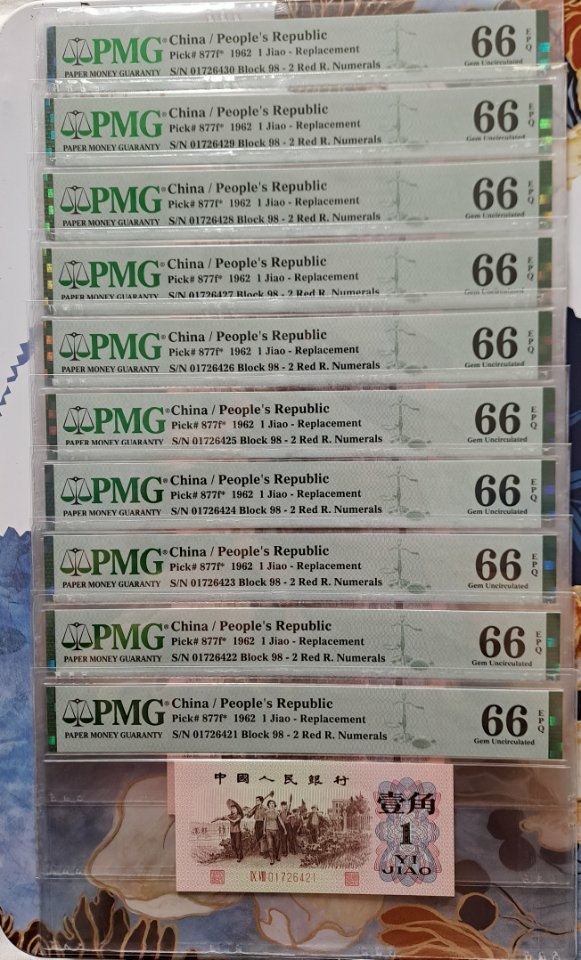 PMG China / People's Republic 66 EPQ
Pick# 877f* 1962 1 Jiao - Replacement
PAPER MONEY GUARANTY S/N 01726430 Block 98 - 2 Red R. Numerals Gem Uncirculated
PMG China / People's Republic 66 EPQ
Pick# 877f* 1962 1 Jiao - Replacement
PAPER MONEY GUARANTY S/N 01726429 Block 98 - 2 Red R. Numerals Gem Uncirculated
PMG China / People's Republic 66 EPQ
Pick# 877f* 1962 1 Jiao - Replacement
PAPER MONEY GUARANTY S/N 01726428 Block 98 - 2 Red R. Numerals Gem Uncirculated
PMG China / People's Republic 66 EPQ
Pick# 877f* 1962 1 Jiao - Replacement
PAPER MONEY GUARANTY S/N 01726427 Block 98 - 2 Red R. Numerals Gem Uncirculated
PMG China / People's Republic 66 EPQ
Pick# 877f* 1962 1 Jiao - Replacement
PAPER MONEY GUARANTY S/N 01726426 Block 98 - 2 Red R. Numerals Gem Uncirculated
PMG China / People's Republic 66 EPQ
Pick# 877f* 1962 1 Jiao - Replacement
PAPER MONEY GUARANTY S/N 01726425 Block 98 - 2 Red R. Numerals Gem Uncirculated
PMG China / People's Republic 66 EPQ
Pick# 877f* 1962 1 Jiao - Replacement
PAPER MONEY GUARANTY S/N 01726424 Block 98 - 2 Red R. Numerals Gem Uncirculated
PMG China / People's Republic 66 EPQ
Pick# 877f* 1962 1 Jiao - Replacement
PAPER MONEY GUARANTY S/N 01726423 Block 98 - 2 Red R. Numerals Gem Uncirculated
PMG China / People's Republic 66 EPQ
Pick# 877f* 1962 1 Jiao - Replacement
PAPER MONEY GUARANTY S/N 01726422 Block 98 - 2 Red R. Numerals Gem Uncirculated
PMG China / People's Republic 66 EPQ
Pick# 877f* 1962 1 Jiao - Replacement
PAPER MONEY GUARANTY S/N 01726421 Block 98 - 2 Red R. Numerals Gem Uncirculated
中國人民銀行
壹角
1
YI
JIAO
IX VIII 01726421